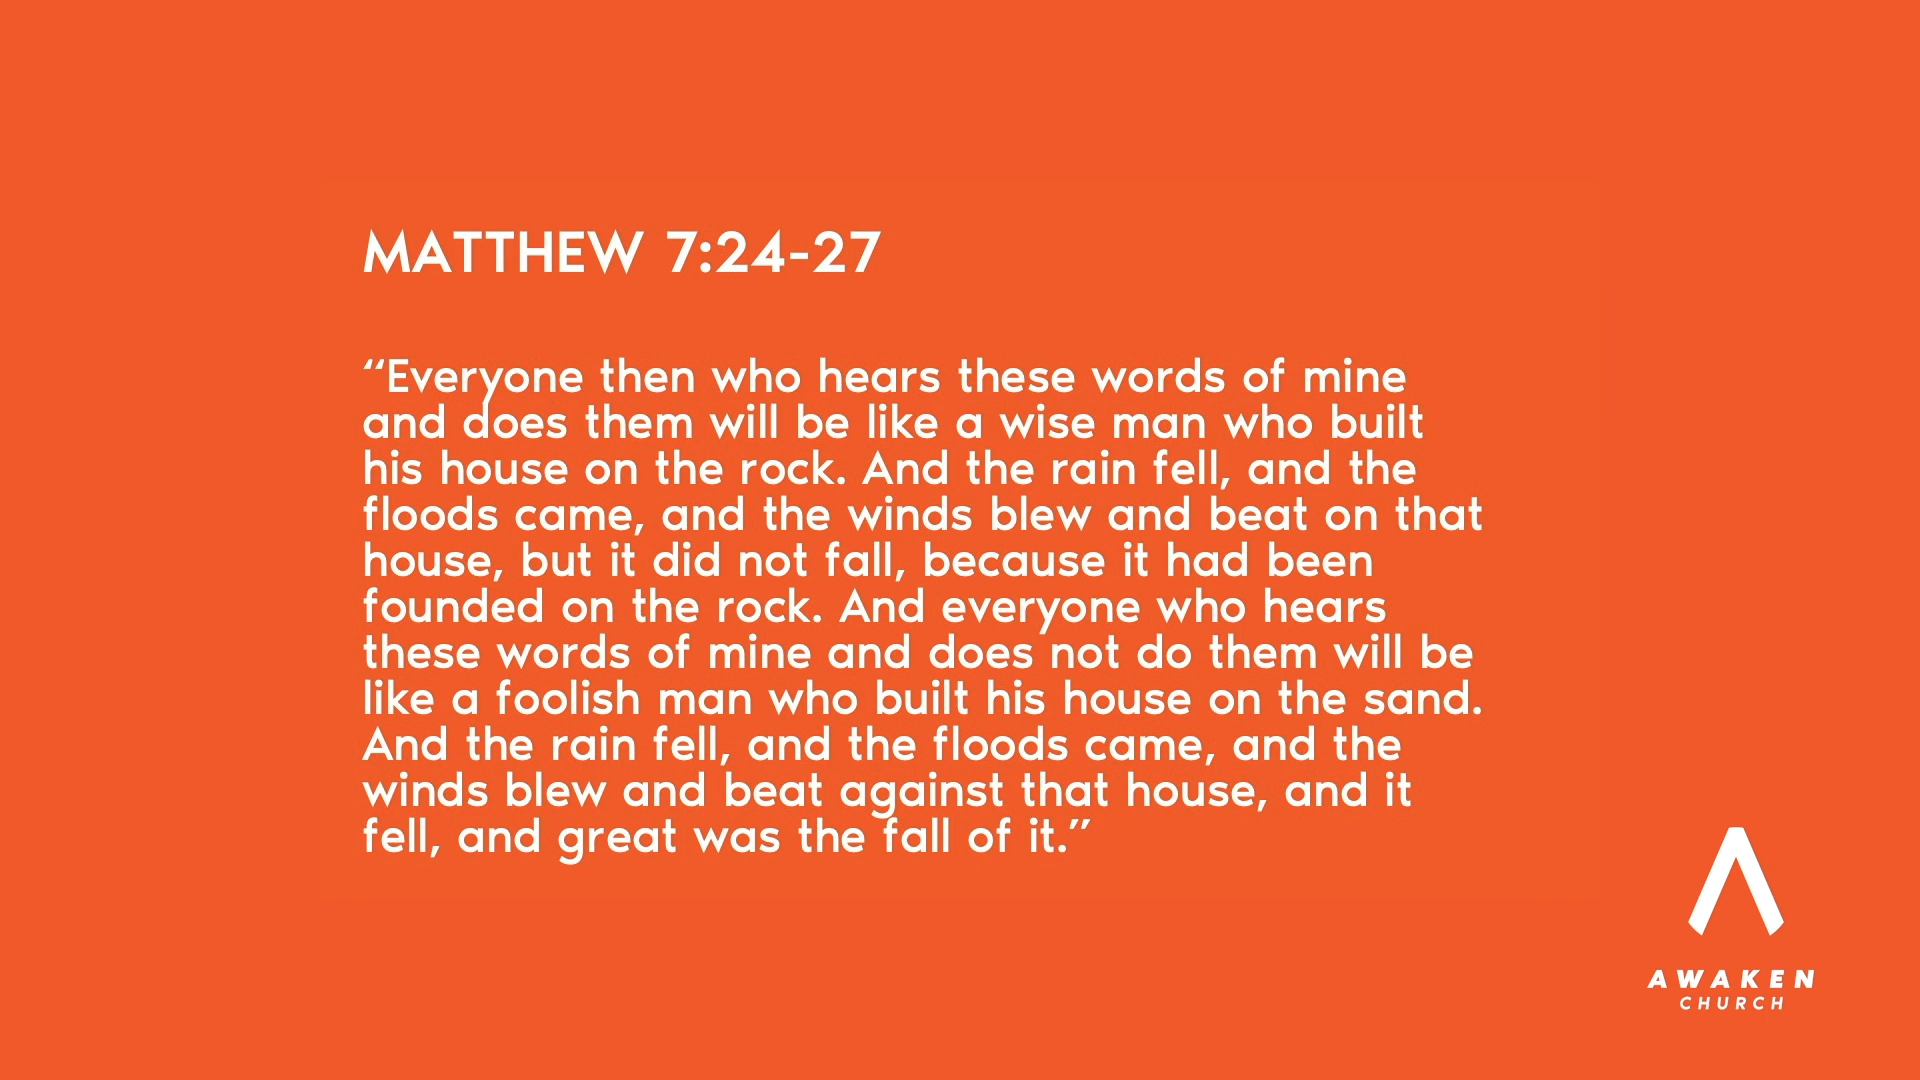 MATTHEW 7:24-27
“Everyone then who hears these words of mine
and does them will be like a wise man who built
his house on the rock. And the rain fell, and the
floods came, and the winds blew and beat on that
house, but it did not fall, because it had been
founded on the rock. And everyone who hears
these words of mine and does not do them will be
like a foolish man who built his house on the sand.
And the rain fell, and the floods came, and the
winds blew and beat against that house, and it
fell, and great was the fall of it.”
AWAKEN
CHURCH